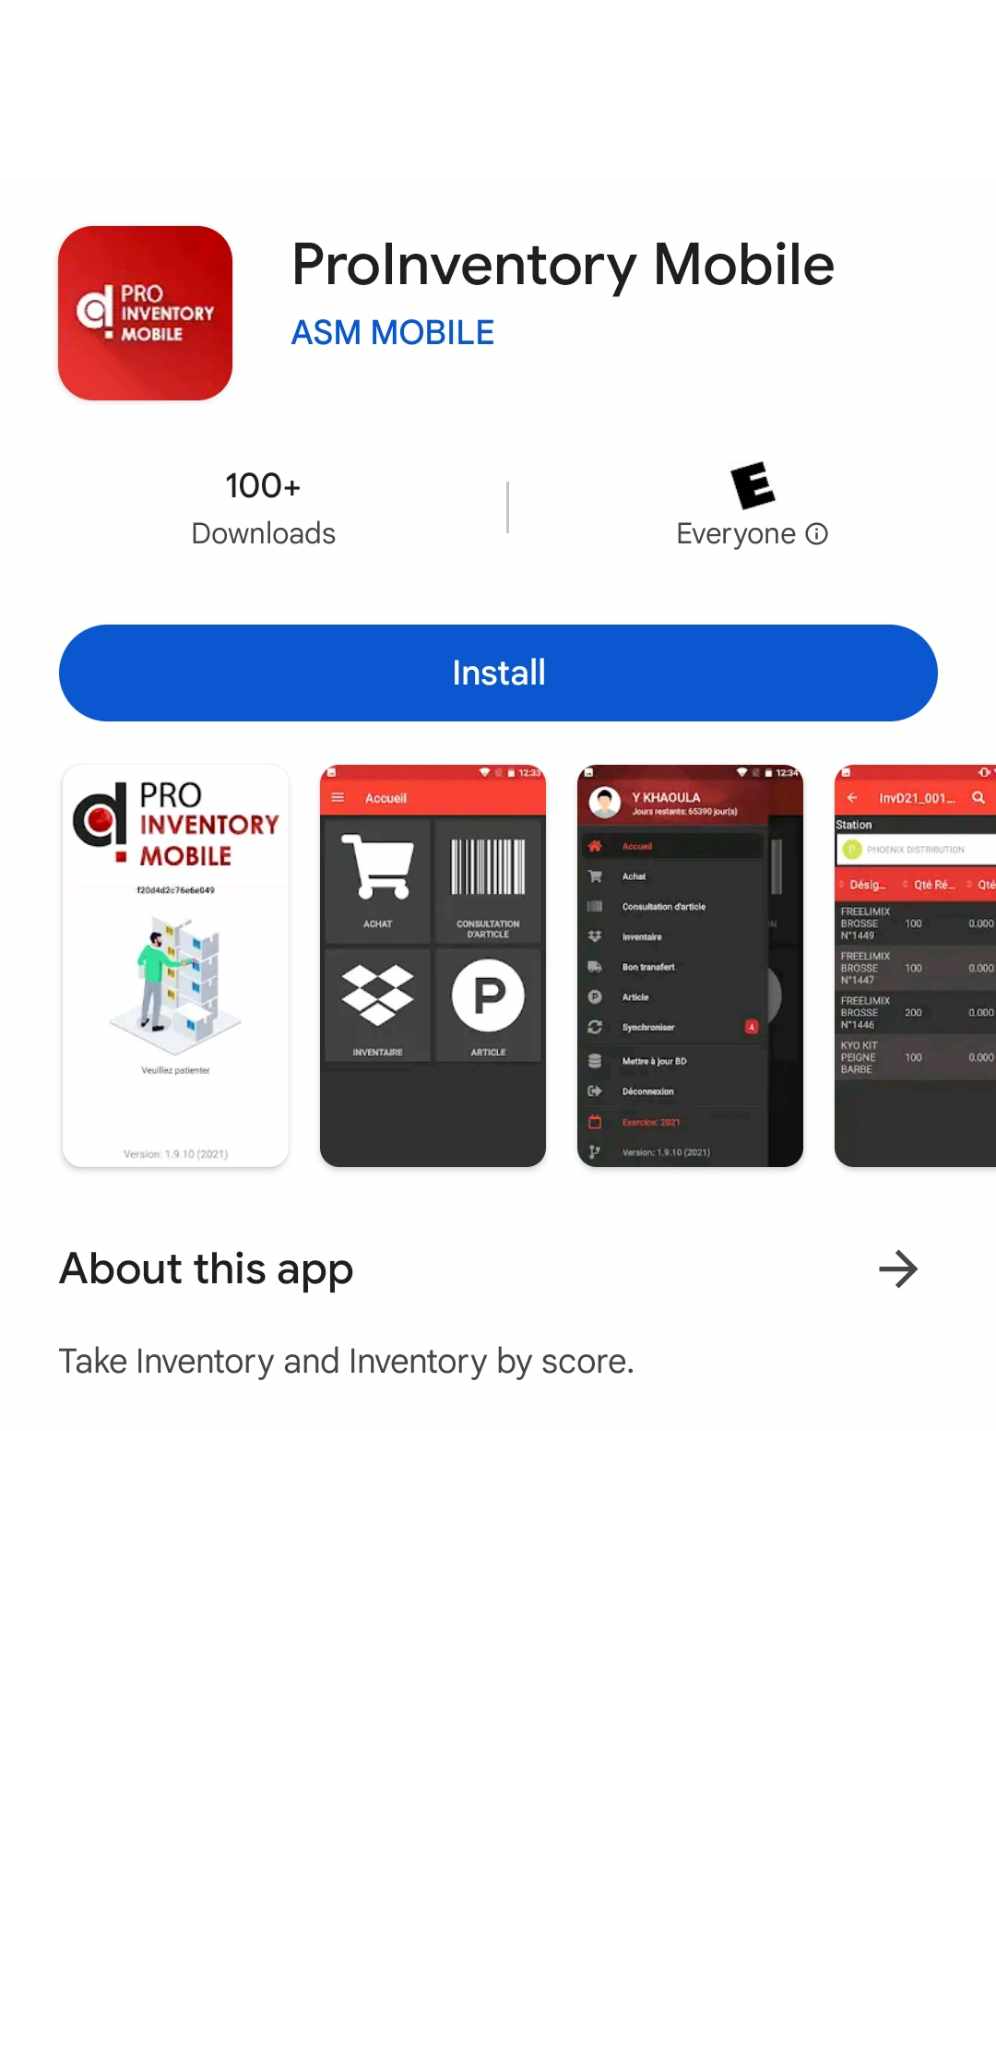 PRO
INVENTORY
MOBILE
ProInventory Mobile
ASM MOBILE
100+
Downloads
E
Everyone
Install
PRO
INVENTORY
MOBILE
f20d4d2c76e6e049
Veuillez patienter
Version: 1.9.10 (2021)
12:33
Accueil
ACHAT
CONSULTATION
D'ARTICLE
INVENTAIRE
P
ARTICLE
12:34
Y KHAOULA
Jours restants: 65390 jour(s)
Accueil
Achat
Consultation d'article
Inventaire
Bon transfert
Article
Synchroniser
4
Mettre à jour BD
Déconnexion
Exercice: 2021
Version: 1.9.10 (2021)
InvD21_001...
Station
P PHOENIX DISTRIBUTION
Désig... Qté Ré... Qté
FREELIMIX
BROSSE 100 0.000
N°1449
FREELIMIX
BROSSE 100 0.000
N°1447
FREELIMIX
BROSSE 200 0.000
N°1446
KYO KIT
PEIGNE 100 0.000
BARBE
About this app
Take Inventory and Inventory by score.